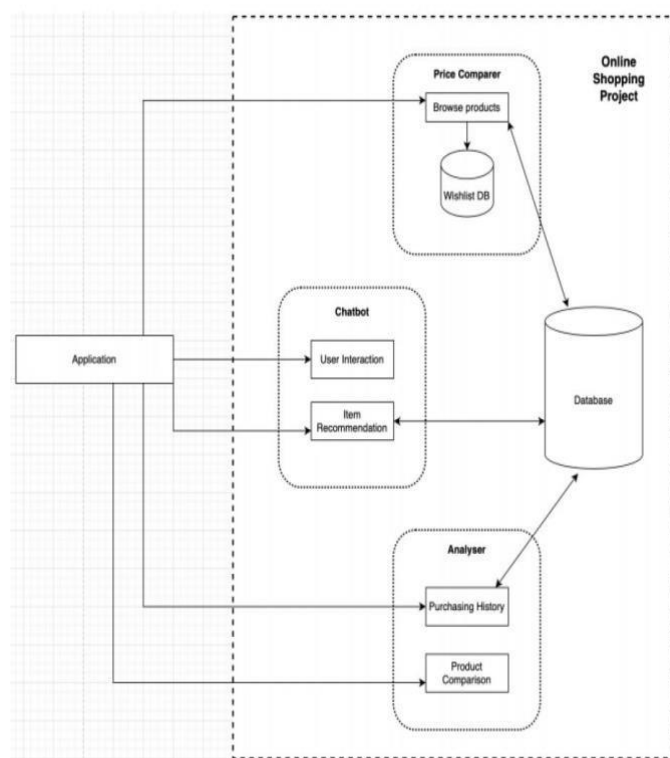 Online
Shopping
Project
Price Comparer
Browse products
Wishlist DB
Chatbot
User Interaction
Application
Item
Recommendation
Database
Analyser
Purchasing History
Product
Comparison